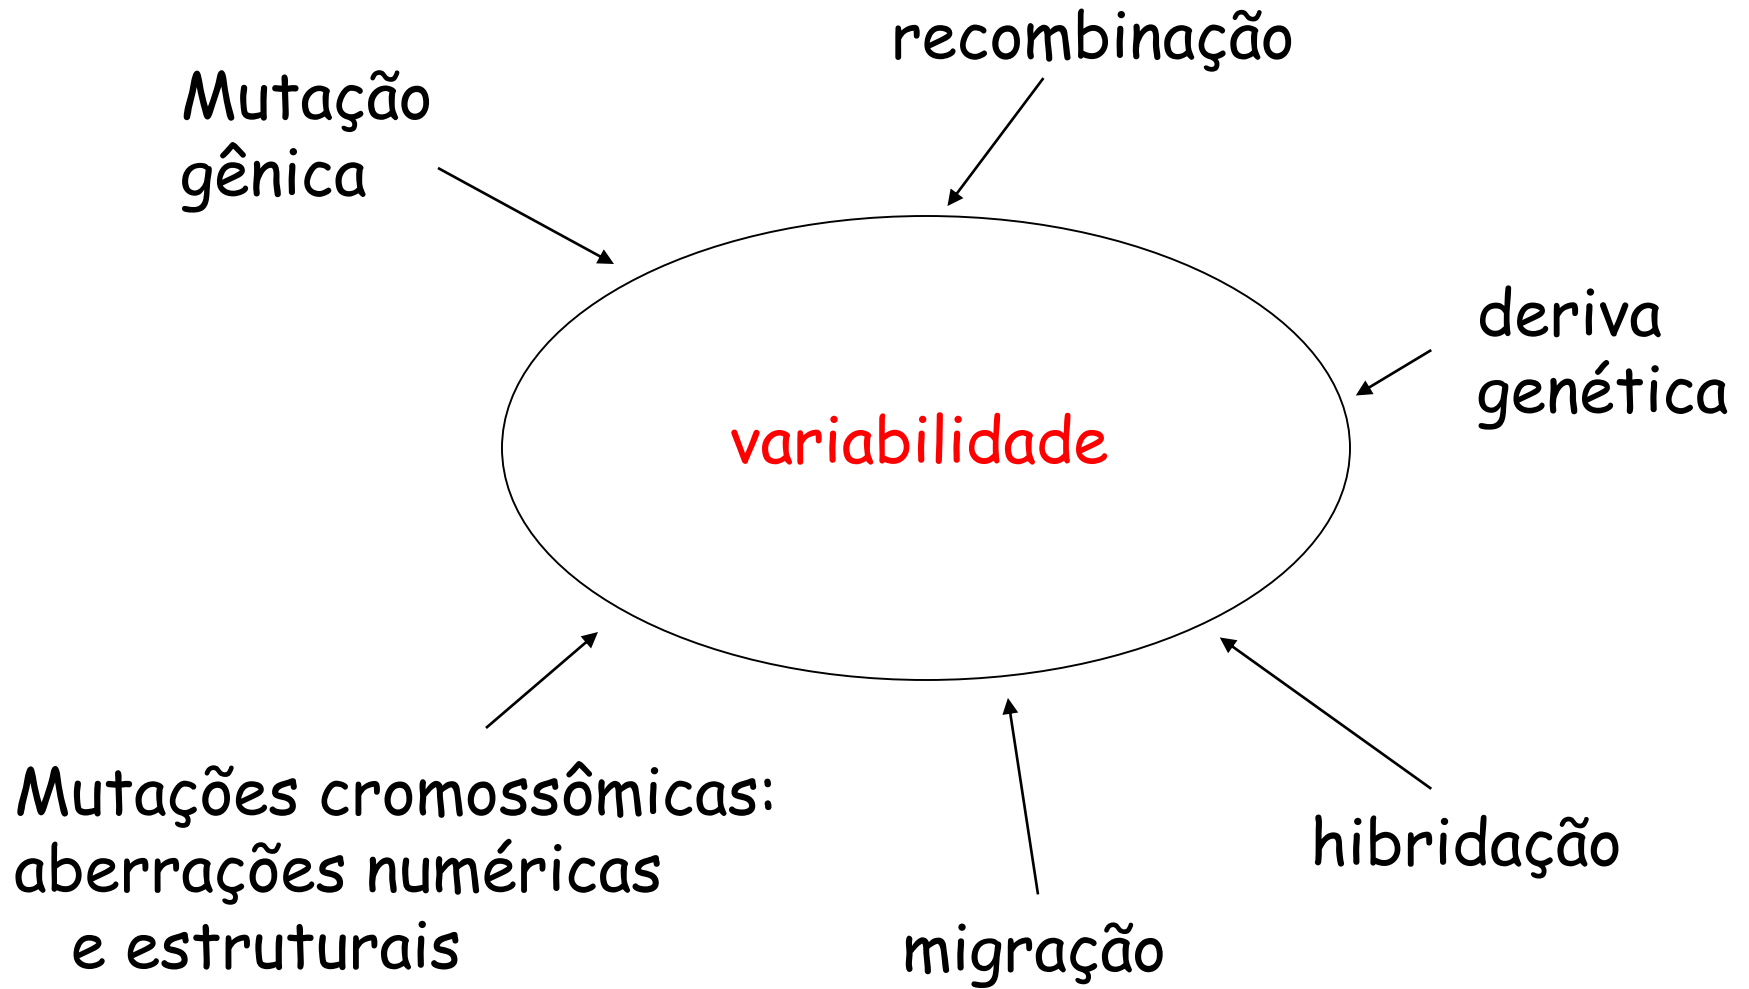 recombinação
Mutação
gênica
deriva
genética
variabilidade
Mutações cromossômicas:
aberrações numéricas
e estruturais
hibridação
migração